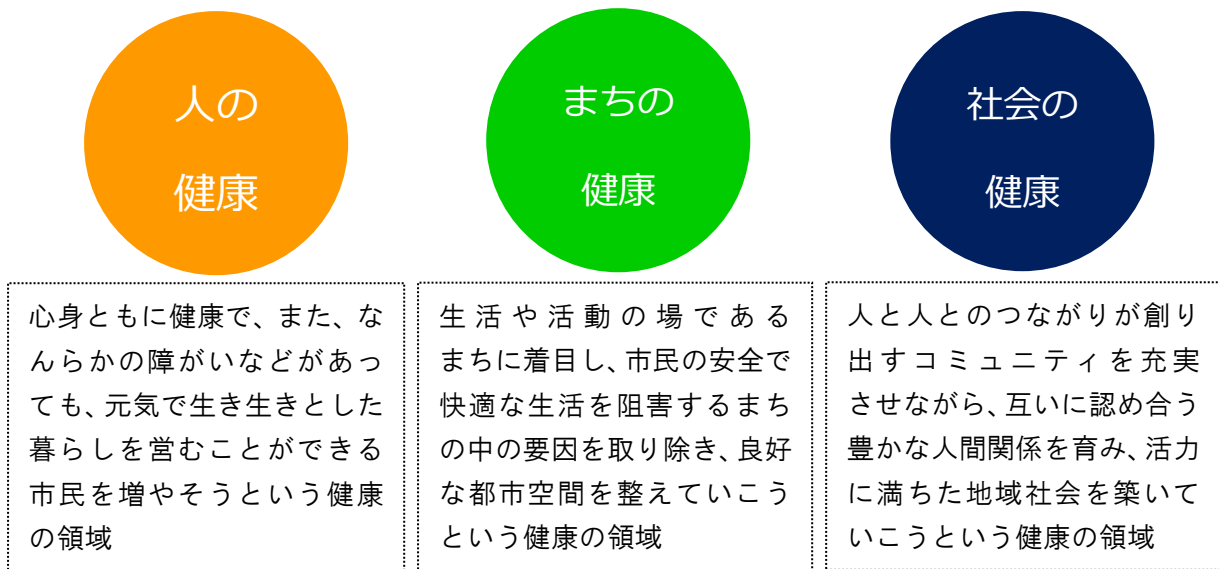 人の
健康
まちの
健康
社会の
健康
心身ともに健康で、また、な
んらかの障がいなどがあっ
ても、元気で生き生きとした
暮らしを営むことができる
市民を増やそうという健康
の領域
生活や活動の場である
まちに着目し、市民の安全で
快適な生活を阻害するまち
の中の要因を取り除き、良好
な都市空間を整えていこう
という健康の領域
人と人とのつながりが創り
出すコミュニティを充実
させながら、互いに認め合う
豊かな人間関係を育み、活力
に満ちた地域社会を築いて
いこうという健康の領域